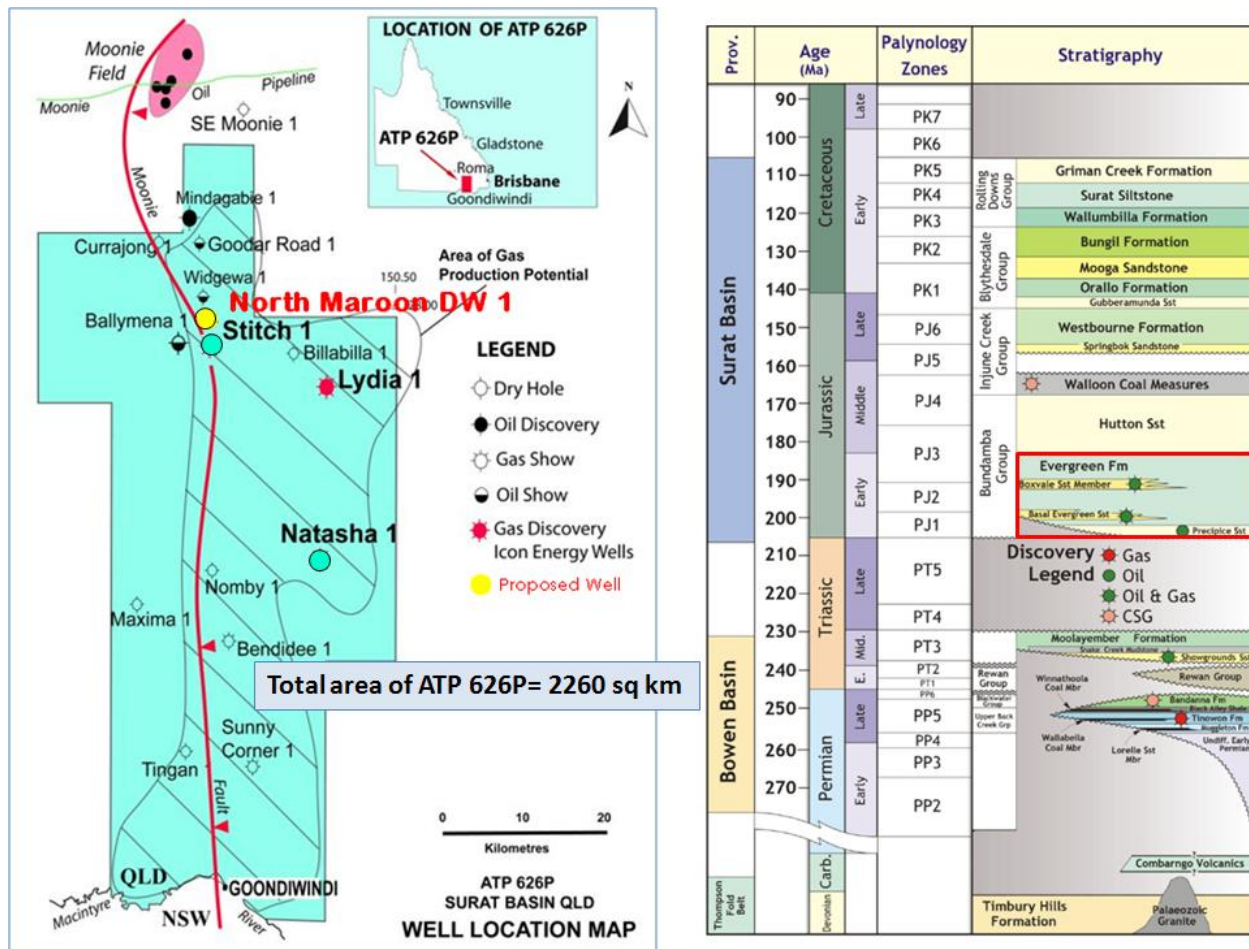 Moonie
Field
Moonie
Oil
Pipeline
SE Moonie 1
Moonie
Mindagabie 1
Currajong 1
Goodar Road 1
Widgewa 1
North Maroon DW 1
Ballymena 1
Stitch 1
Billabilla 1
Lydia 1
Natasha 1
Nomby 1
Maxima 1
Bendidee 1
Total area of ATP 626P= 2260 sq km
Sunny
Corner 1
Tingan 1
Fault
QLD
GOONDIWINDI
Macintyre
NSW
River
LOCATION OF ATP 626P
Townsville
Gladstone
ATP 626P
Roma
Brisbane
Goondiwindi
N
Area of Gas
Production Potential
150.50
LEGEND
Dry Hole
Oil Discovery
Gas Show
Oil Show
Gas Discovery
Icon Energy Wells
Proposed Well
0 10 20
Kilometres
ATP 626P
SURAT BASIN QLD
WELL LOCATION MAP
Prov.
Age
(Ma)
Palynology
Zones
Stratigraphy
Surat Basin
Bowen Basin
Thompson
Fold
Belt
90
100
110
120
130
140
150
160
170
180
190
200
210
220
230
240
250
260
270
Cretaceous
Jurassic
Triassic
Permian
Carb.
Devonian
Late
Early
Late
Middle
Early
Late
Mid.
E.
Late
Early
PK7
PK6
PK5
PK4
PK3
PK2
PK1
PJ6
PJ5
PJ4
PJ3
PJ2
PJ1
PT5
PT4
PT3
PT2
PT1
PP6
PP5
PP4
PP3
PP2
Rolling
Downs
Group
Blythesdale
Group
Injune Creek
Group
Bundamba
Group
Rewan
Group
Blackwater
Group
Upper Back
Creek Grp
Griman Creek Formation
Surat Siltstone
Wallumbilla Formation
Bungil Formation
Mooga Sandstone
Orallo Formation
Gubberamunda Sst
Westbourne Formation
Springbok Sandstone
Walloon Coal Measures
Hutton Sst
Evergreen Fm
Boxvale Sst Member
Basal Evergreen Sst
Precipice Sst
Discovery
Legend
Gas
Oil
Oil & Gas
CSG
Moolayember Formation
Snake Creek Mudstone
Showgrounds Sst
Rewan Group
Winnathoola
Coal Mbr
Bandanna Fm
Black Alley Shale
Tinowon Fm
Muggleton Fm
Wallabella
Coal Mbr
Lorelle Sst
Mbr
Undiff. Early
Permian
?
?
Combarngo Volcanics
Timbury Hills
Formation
Palaeozoic
Granite